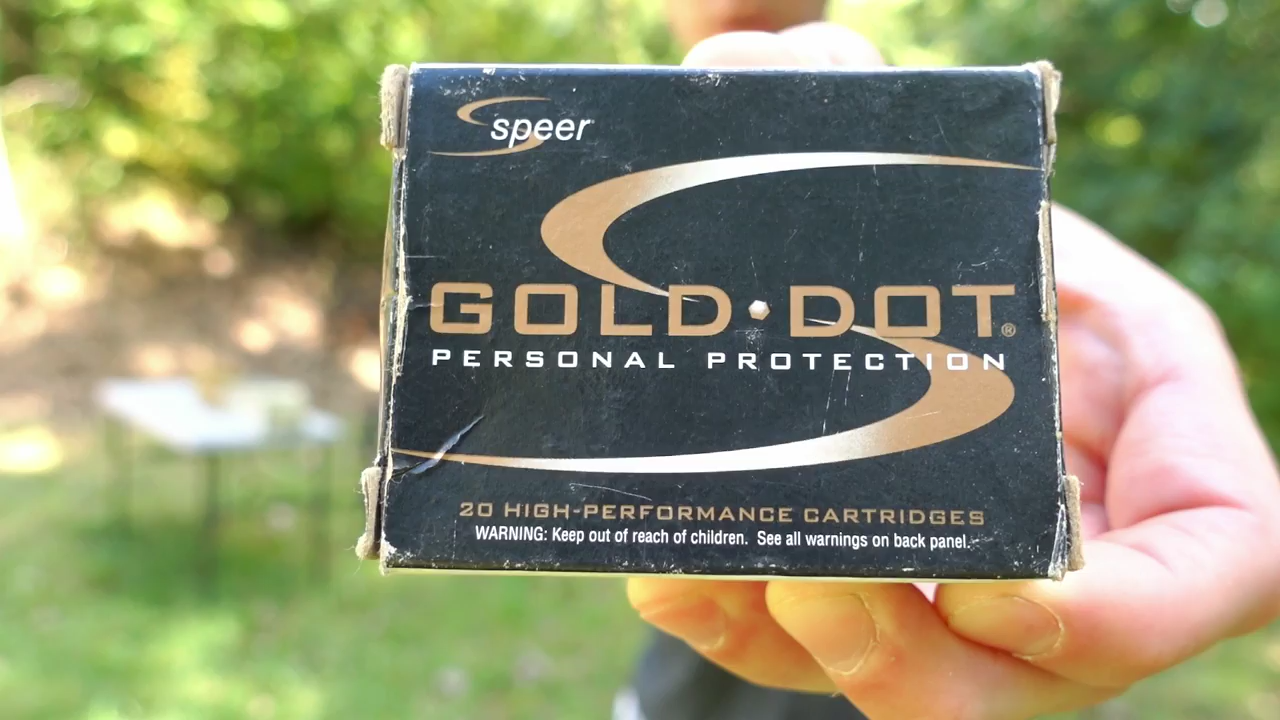 speer
GOLD·DOT®
PERSONAL PROTECTION
20 HIGH-PERFORMANCE CARTRIDGES
WARNING: Keep out of reach of children. See all warnings on back panel.